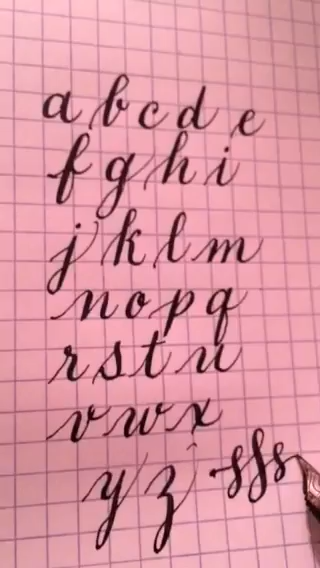 a b c d e
f g h i
j k l m
n o p q
r s t u
v w x
y z